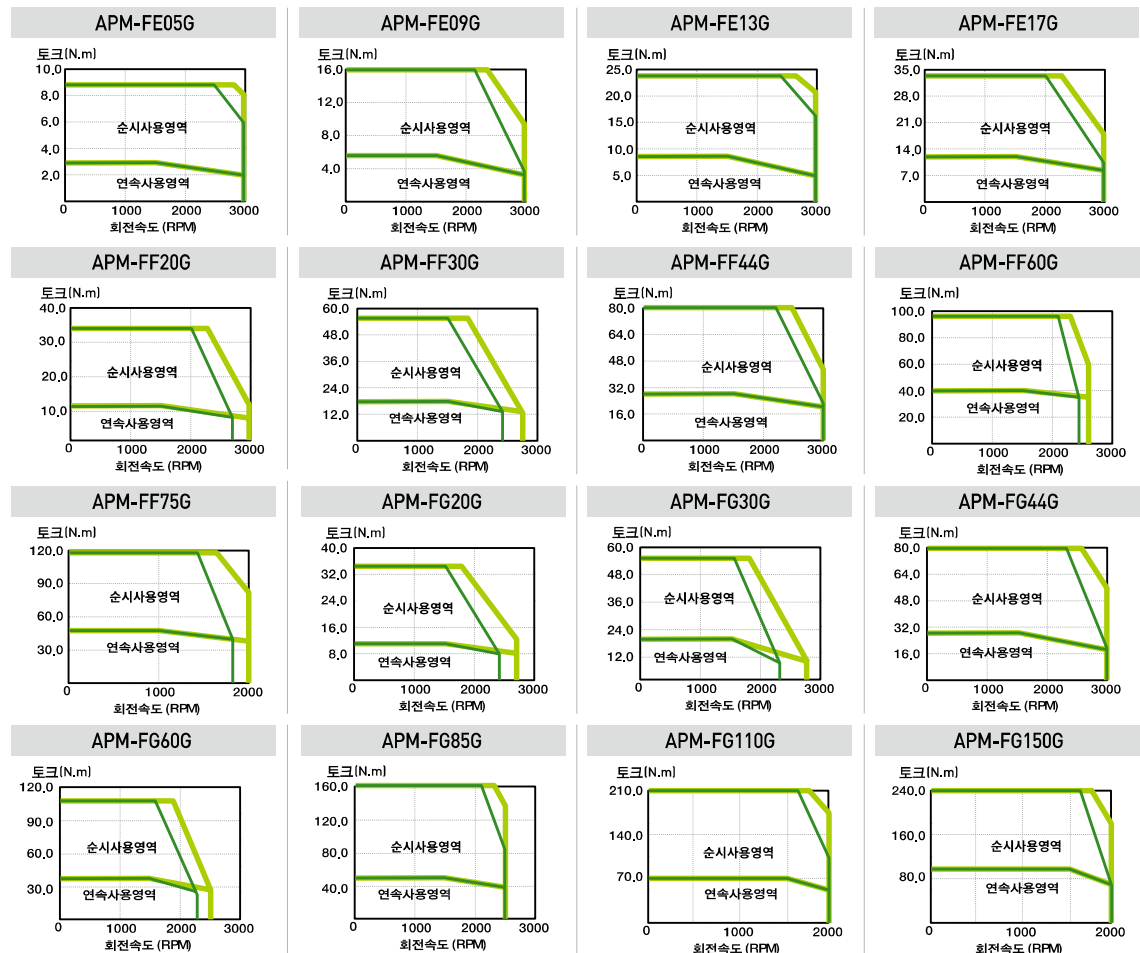 APM-FE05G
토크(N.m)
10,0
8,0
6,0
4,0
2,0
순시사용영역
연속사용영역
0 1000 2000 3000
회전속도 (RPM)
APM-FE09G
토크(N.m)
16,0
12,0
8,0
4,0
순시사용영역
연속사용영역
0 1000 2000 3000
회전속도 (RPM)
APM-FE13G
토크(N.m)
25,0
20,0
15,0
10,0
5,0
순시사용영역
연속사용영역
0 1000 2000 3000
회전속도 (RPM)
APM-FE17G
토크(N.m)
35,0
28,0
21,0
14,0
7,0
순시사용영역
연속사용영역
0 1000 2000 3000
회전속도 (RPM)
APM-FF20G
토크(N.m)
40,0
30,0
20,0
10,0
순시사용영역
연속사용영역
0 1000 2000 3000
회전속도 (RPM)
APM-FF30G
토크(N.m)
60,0
48,0
36,0
24,0
12,0
순시사용영역
연속사용영역
0 1000 2000 3000
회전속도 (RPM)
APM-FF44G
토크(N.m)
80,0
64,0
48,0
32,0
16,0
순시사용영역
연속사용영역
0 1000 2000 3000
회전속도 (RPM)
APM-FF60G
토크(N.m)
100,0
80,0
60,0
40,0
20,0
순시사용영역
연속사용영역
0 1000 2000 3000
회전속도 (RPM)
APM-FF75G
토크(N.m)
120,0
90,0
60,0
30,0
순시사용영역
연속사용영역
0 1000 2000
회전속도 (RPM)
APM-FG20G
토크(N.m)
40,0
32,0
24,0
16,0
8,0
순시사용영역
연속사용영역
0 1000 2000 3000
회전속도 (RPM)
APM-FG30G
토크(N.m)
60,0
48,0
36,0
24,0
12,0
순시사용영역
연속사용영역
0 1000 2000 3000
회전속도 (RPM)
APM-FG44G
토크(N.m)
80,0
64,0
48,0
32,0
16,0
순시사용영역
연속사용영역
0 1000 2000 3000
회전속도 (RPM)
APM-FG60G
토크(N.m)
120,0
90,0
60,0
30,0
순시사용영역
연속사용영역
0 1000 2000 3000
회전속도 (RPM)
APM-FG85G
토크(N.m)
160,0
120,0
80,0
40,0
순시사용영역
연속사용영역
0 1000 2000 3000
회전속도 (RPM)
APM-FG110G
토크(N.m)
210,0
140,0
70,0
순시사용영역
연속사용영역
0 1000 2000
회전속도 (RPM)
APM-FG150G
토크(N.m)
240,0
160,0
80,0
순시사용영역
연속사용영역
0 1000 2000
회전속도 (RPM)